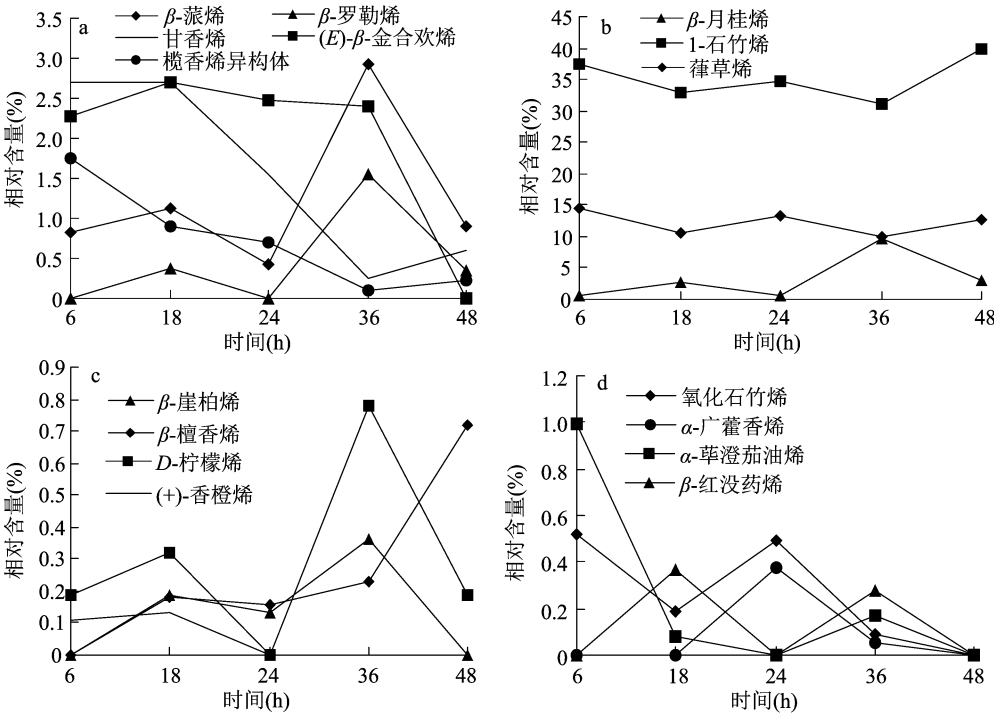 a
β-蒎烯
β-罗勒烯
甘香烯
(E)-β-金合欢烯
榄香烯异构体
相对含量(%)
3.5
3.0
2.5
2.0
1.5
1.0
0.5
0
6
18
24
36
48
时间(h)
b
β-月桂烯
1-石竹烯
葎草烯
相对含量(%)
45
40
35
30
25
20
15
10
5
0
6
18
24
36
48
时间(h)
c
β-崖柏烯
β-檀香烯
D-柠檬烯
(+)-香橙烯
相对含量(%)
0.9
0.8
0.7
0.6
0.5
0.4
0.3
0.2
0.1
0
6
18
24
36
48
时间(h)
d
氧化石竹烯
α-广藿香烯
α-荜澄茄油烯
β-红没药烯
相对含量(%)
1.2
1.0
0.8
0.6
0.4
0.2
0
6
18
24
36
48
时间(h)